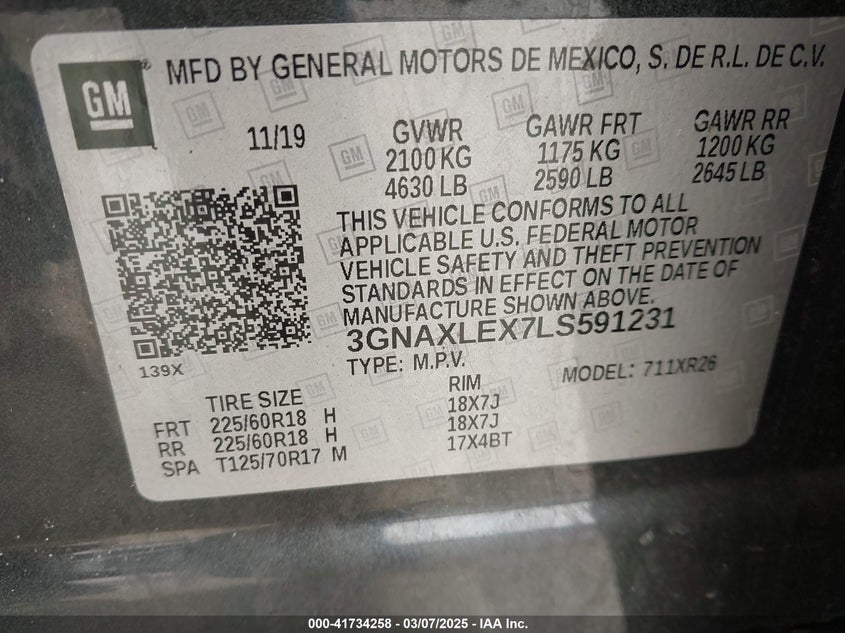 GM
MFD BY GENERAL MOTORS DE MEXICO, S. DE R.L. DE C.V.
11/19
GVWR
2100 KG
4630 LB
GAWR FRT
1175 KG
2590 LB
GAWR RR
1200 KG
2645 LB
THIS VEHICLE CONFORMS TO ALL
APPLICABLE U.S. FEDERAL MOTOR
VEHICLE SAFETY AND THEFT PREVENTION
STANDARDS IN EFFECT ON THE DATE OF
MANUFACTURE SHOWN ABOVE.
3GNAXLEX7LS591231
TYPE: M.P.V. MODEL: 711XR26
139X
TIRE SIZE RIM
FRT 225/60R18 H 18X7J
RR 225/60R18 H 18X7J
SPA T125/70R17 M 17X4BT
000-41734258 - 03/07/2025 - IAA Inc.